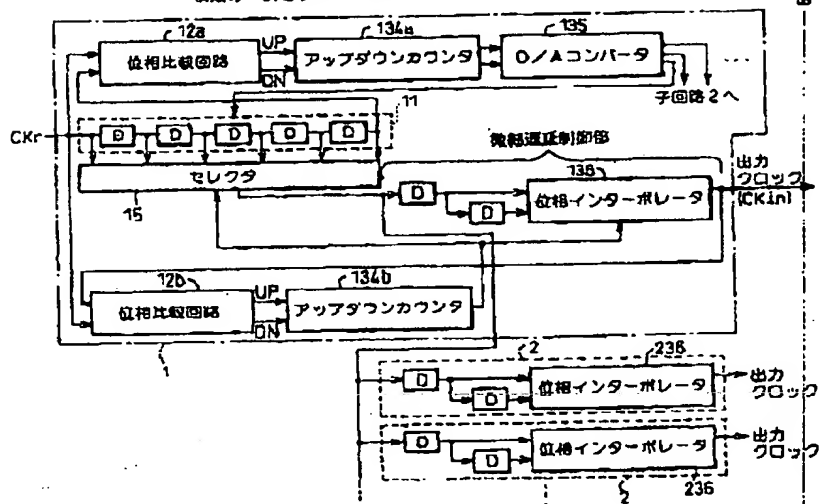 12a
位相比較回路
UP
DN
134a
アップダウンカウンタ
135
D/Aコンバータ
子回路2へ
11
CKr
D
D
D
D
D
セレクタ
15
微細遅延制御部
D
D
136
位相インターポレータ
出力
クロック
(CKin)
12b
位相比較回路
UP
DN
134b
アップダウンカウンタ
1
2
D
D
236
位相インターポレータ
出力
クロック
D
D
位相インターポレータ
出力
クロック
2
236